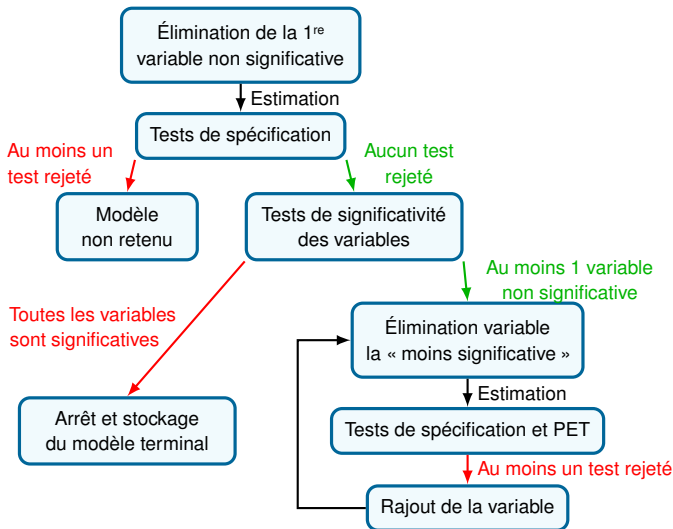 Élimination de la 1re
variable non significative
Estimation
Tests de spécification
Au moins un
test rejeté
Aucun test
rejeté
Modèle
non retenu
Tests de significativité
des variables
Au moins 1 variable
non significative
Toutes les variables
sont significatives
Élimination variable
la « moins significative »
Estimation
Arrêt et stockage
du modèle terminal
Tests de spécification et PET
Au moins un test rejeté
Rajout de la variable